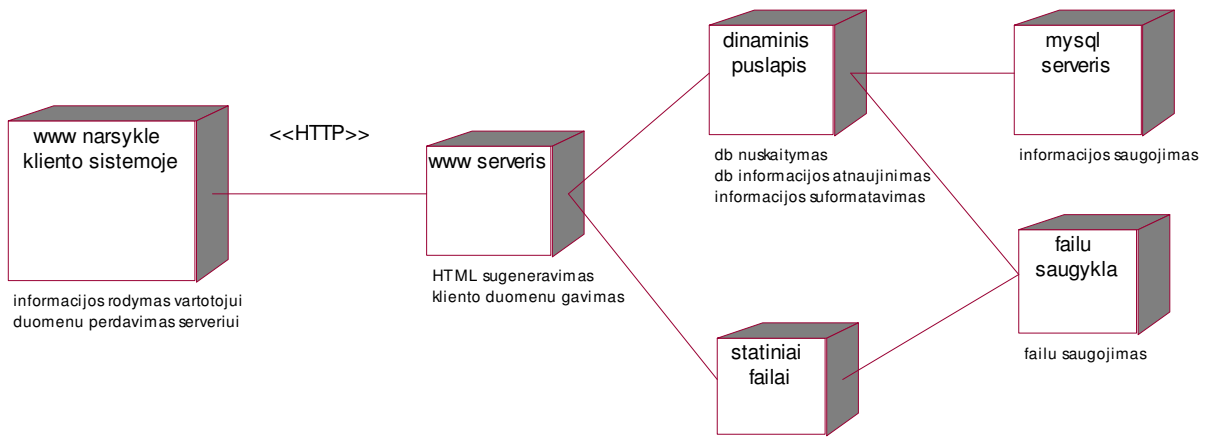 www narsykle
kliento sistemoje
informacijos rodymas vartotojui
duomenu perdavimas serveriui
<<HTTP>>
www serveris
HTML sugeneravimas
kliento duomenu gavimas
dinaminis
puslapis
db nuskaitymas
db informacijos atnaujinimas
informacijos suformatavimas
mysql
serveris
informacijos saugojimas
failu
saugykla
failu saugojimas
statiniai
failai